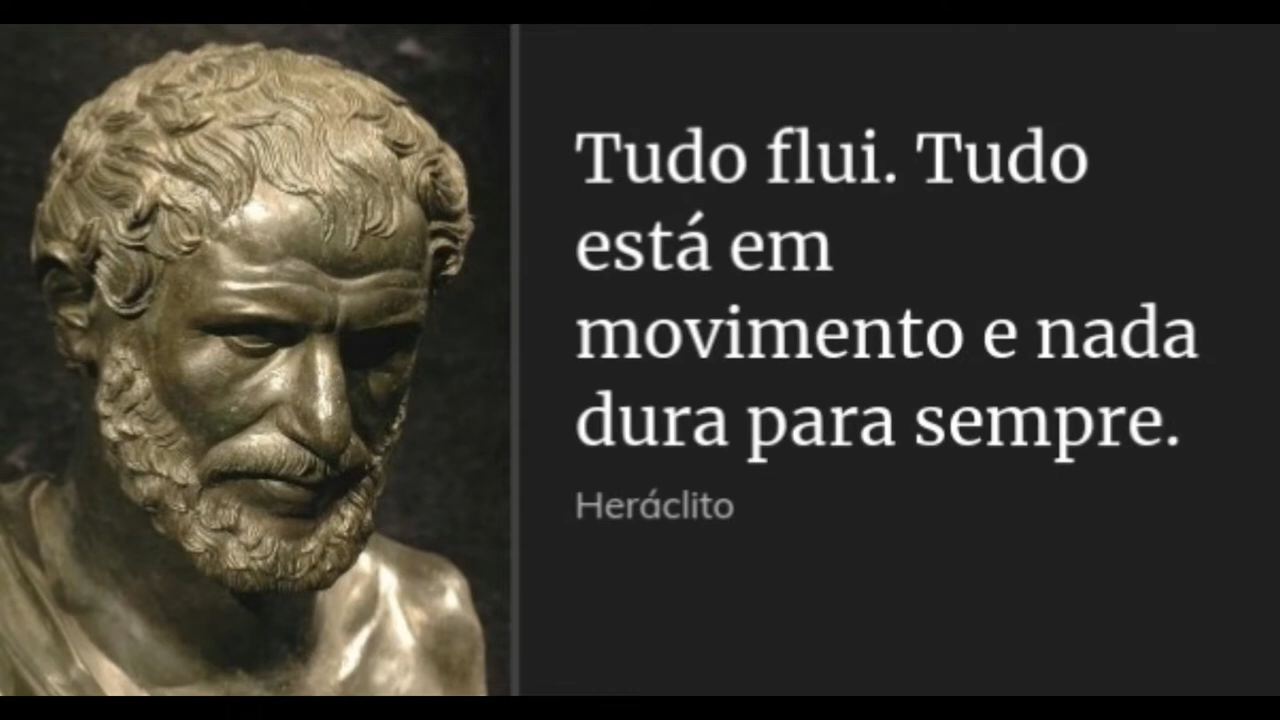 Tudo flui. Tudo
está em
movimento e nada
dura para sempre.
Heráclito